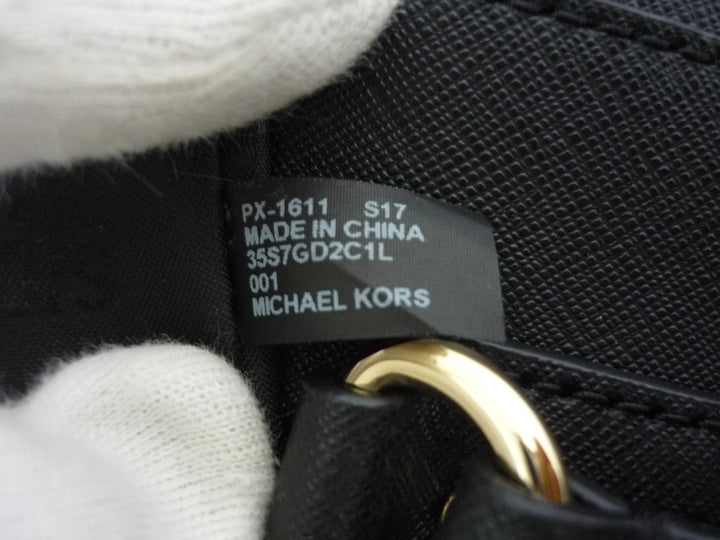 PX-1611 S17
MADE IN CHINA
35S7GD2C1L
001
MICHAEL KORS